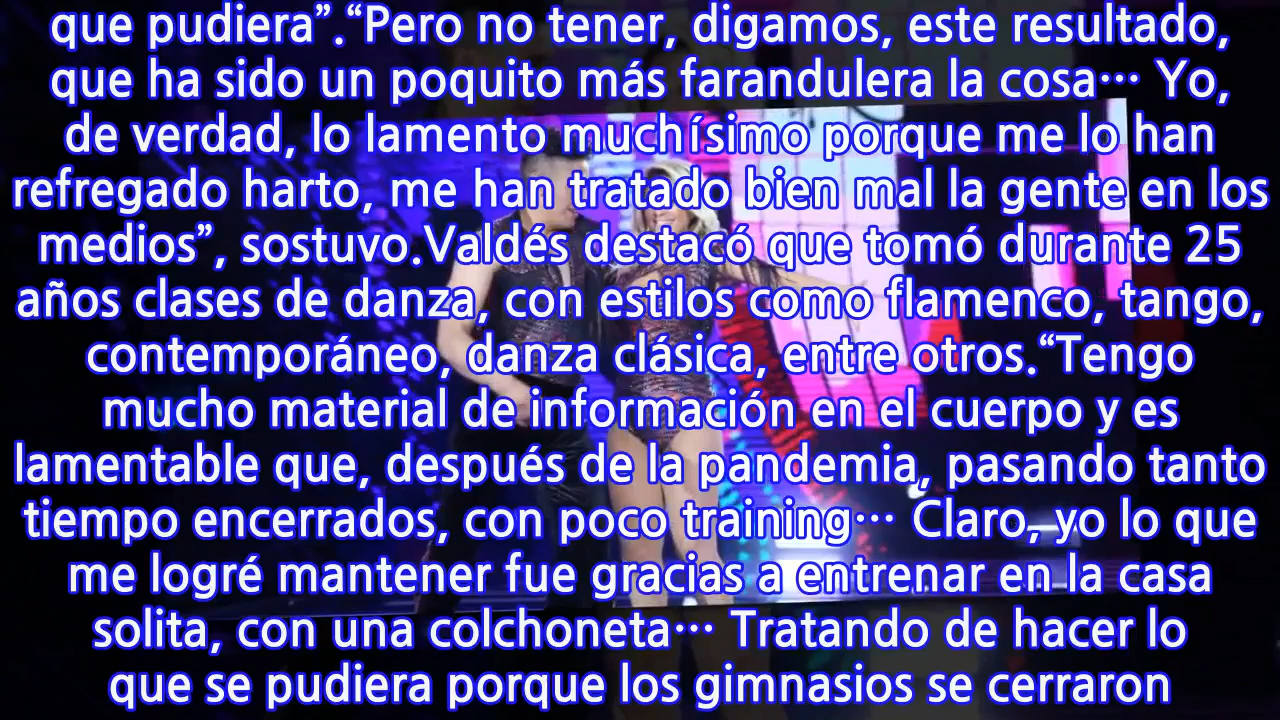 que pudiera”.“Pero no tener, digamos, este resultado,
que ha sido un poquito más farandulera la cosa… Yo,
de verdad, lo lamento muchísimo porque me lo han
refregado harto, me han tratado bien mal la gente en los
medios”, sostuvo.Valdés destacó que tomó durante 25
años clases de danza, con estilos como flamenco, tango,
contemporáneo, danza clásica, entre otros.“Tengo
mucho material de información en el cuerpo y es
lamentable que, después de la pandemia, pasando tanto
tiempo encerrados, con poco training… Claro, yo lo que
me logré mantener fue gracias a entrenar en la casa
solita, con una colchoneta… Tratando de hacer lo
que se pudiera porque los gimnasios se cerraron